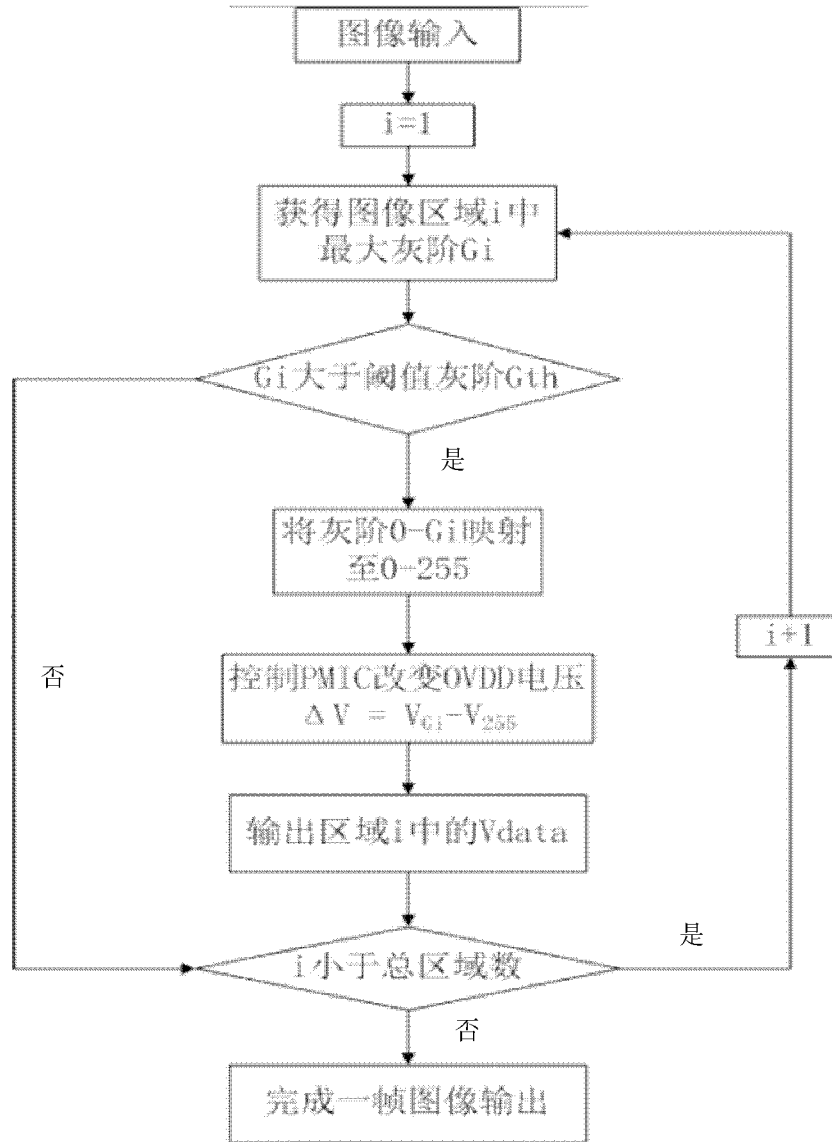 图像输入
i=1
获得图像区域i中
最大灰阶Gi
Gi大于阈值灰阶Gth
是
将灰阶0-Gi映射
至0-255
i+1
否
控制PMICi改变OVDD电压
ΔV = V_Gi-V_255
输出区域i中的Vdata
是
i小于总区域数
否
完成一帧图像输出